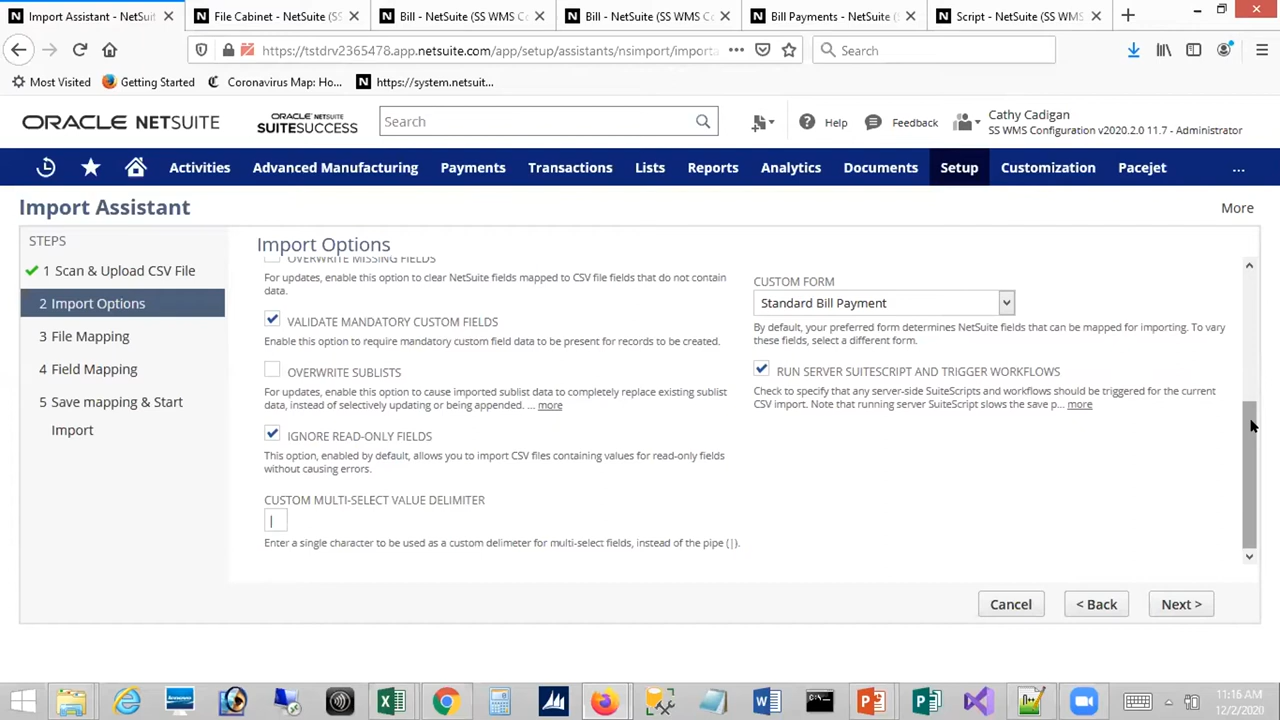 Import Assistant - NetSui
File Cabinet - NetSuite (SS
Bill - NetSuite (SS WMS Co
Bill - NetSuite (SS WMS Co
Bill Payments - NetSuite (
Script - NetSuite (SS WMS
https://tstdrv2365478.app.netsuite.com/app/setup/assistants/nsimport/importa
Search
Most Visited
Getting Started
Coronavirus Map: Ho...
https://system.netsuit...
ORACLE NETSUITE
ORACLE NETSUITE
SUITESUCCESS
Search
Help
Feedback
Cathy Cadigan
SS WMS Configuration v2020.2.0 11.7 - Administrator
Activities
Advanced Manufacturing
Payments
Transactions
Lists
Reports
Analytics
Documents
Setup
Customization
Pacejet
...
Import Assistant
More
STEPS
1 Scan & Upload CSV File
2 Import Options
3 File Mapping
4 Field Mapping
5 Save mapping & Start
Import
Import Options
OVERWRITE MISSING FIELDS
For updates, enable this option to clear NetSuite fields mapped to CSV file fields that do not contain
data.
VALIDATE MANDATORY CUSTOM FIELDS
Enable this option to require mandatory custom field data to be present for records to be created.
OVERWRITE SUBLISTS
For updates, enable this option to cause imported sublist data to completely replace existing sublist
data, instead of selectively updating or being appended. ... more
IGNORE READ-ONLY FIELDS
This option, enabled by default, allows you to import CSV files containing values for read-only fields
without causing errors.
CUSTOM MULTI-SELECT VALUE DELIMITER
|
Enter a single character to be used as a custom delimeter for multi-select fields, instead of the pipe (|).
CUSTOM FORM
Standard Bill Payment
By default, your preferred form determines NetSuite fields that can be mapped for importing. To vary
these fields, select a different form.
RUN SERVER SUITESCRIPT AND TRIGGER WORKFLOWS
Check to specify that any server-side SuiteScripts and workflows should be triggered for the current
CSV import. Note that running server SuiteScript slows the save p... more
Cancel
< Back
Next >
11:16 AM
12/2/2020